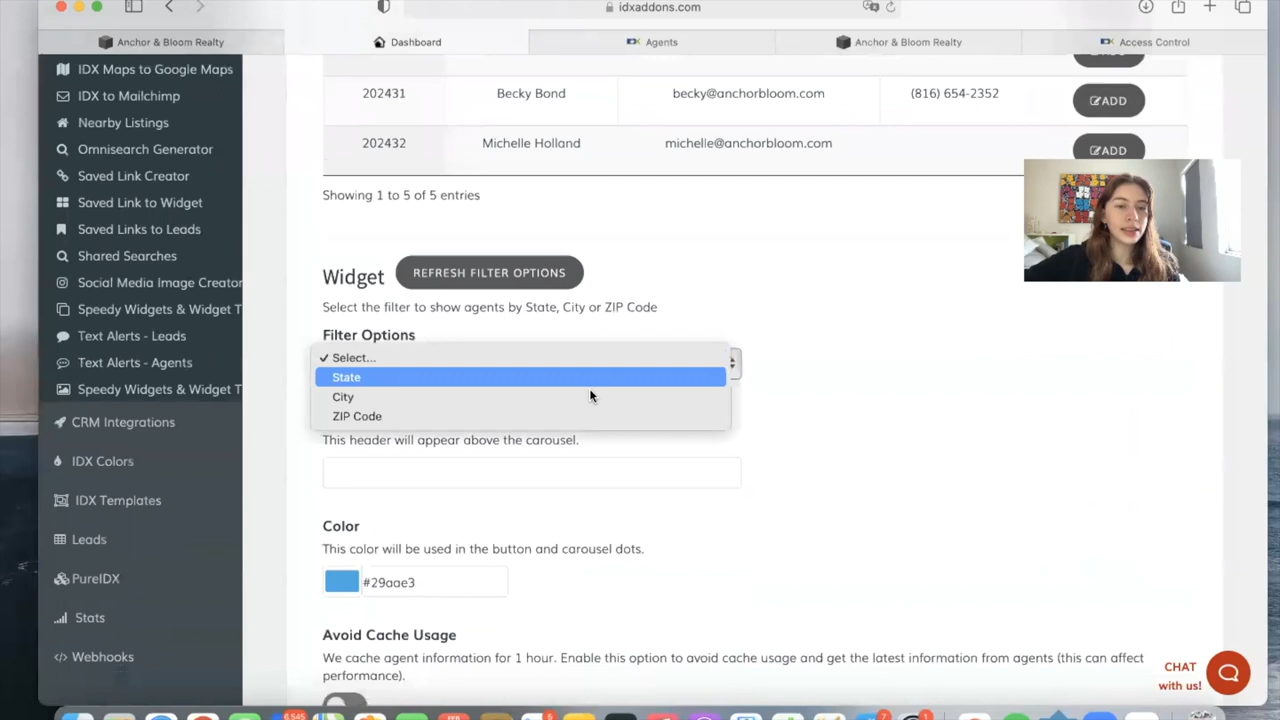 idxaddons.com
Anchor & Bloom Realty
Dashboard
Agents
Anchor & Bloom Realty
Access Control
IDX Maps to Google Maps
IDX to Mailchimp
Nearby Listings
Omnisearch Generator
Saved Link Creator
Saved Link to Widget
Saved Links to Leads
Shared Searches
Social Media Image Creator
Speedy Widgets & Widget T
Text Alerts - Leads
Text Alerts - Agents
Speedy Widgets & Widget T
CRM Integrations
IDX Colors
IDX Templates
Leads
PureIDX
Stats
Webhooks
202431 Becky Bond becky@anchorbloom.com (816) 654-2352 ADD
202432 Michelle Holland michelle@anchorbloom.com ADD
Showing 1 to 5 of 5 entries
Widget REFRESH FILTER OPTIONS
Select the filter to show agents by State, City or ZIP Code
Filter Options
✓ Select...
State
City
ZIP Code
This header will appear above the carousel.
Color
This color will be used in the button and carousel dots.
#29aae3
Avoid Cache Usage
We cache agent information for 1 hour. Enable this option to avoid cache usage and get the latest information from agents (this can affect
performance).
CHAT
with us!
6,545
FEB
5
7
1